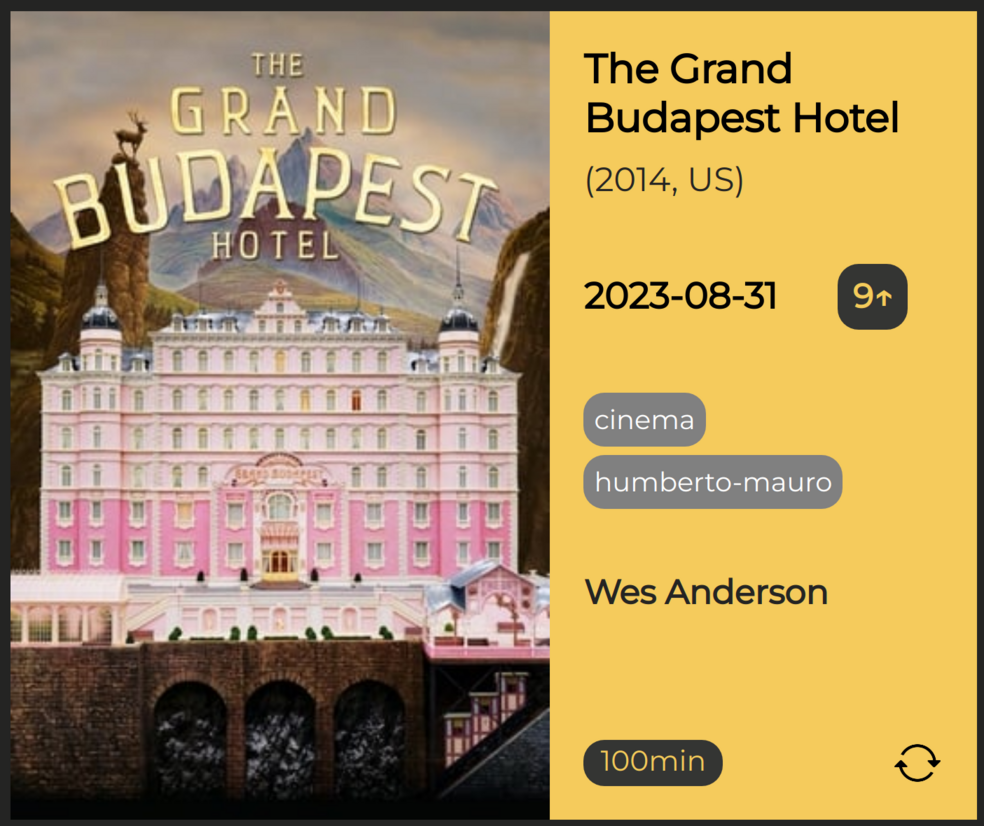 THE
GRAND
BUDAPEST
HOTEL
GRAND BUDAPEST
The Grand
Budapest Hotel
(2014, US)
2023-08-31
9↑
cinema
humberto-mauro
Wes Anderson
100min